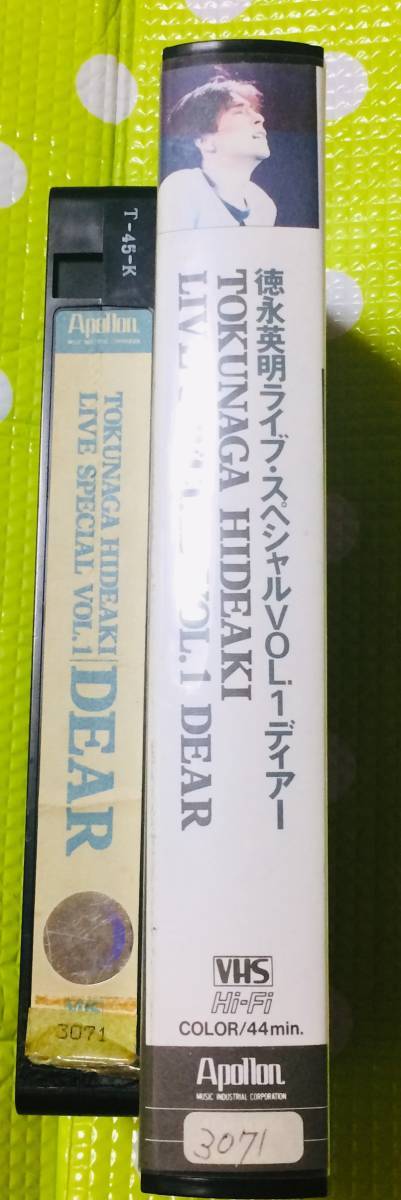 T-45-K
Apollon
MUSIC INDUSTRIAL CORPORATION
TOKUNAGA HIDEAKI
LIVE SPECIAL VOL.1
DEAR
VHS
3071
徳永英明ライブ・スペシャルVOL.1ディアー
TOKUNAGA HIDEAKI
LIVE VOL.1 DEAR
VHS
Hi-Fi
COLOR/44min.
Apollon
MUSIC INDUSTRIAL CORPORATION
3071